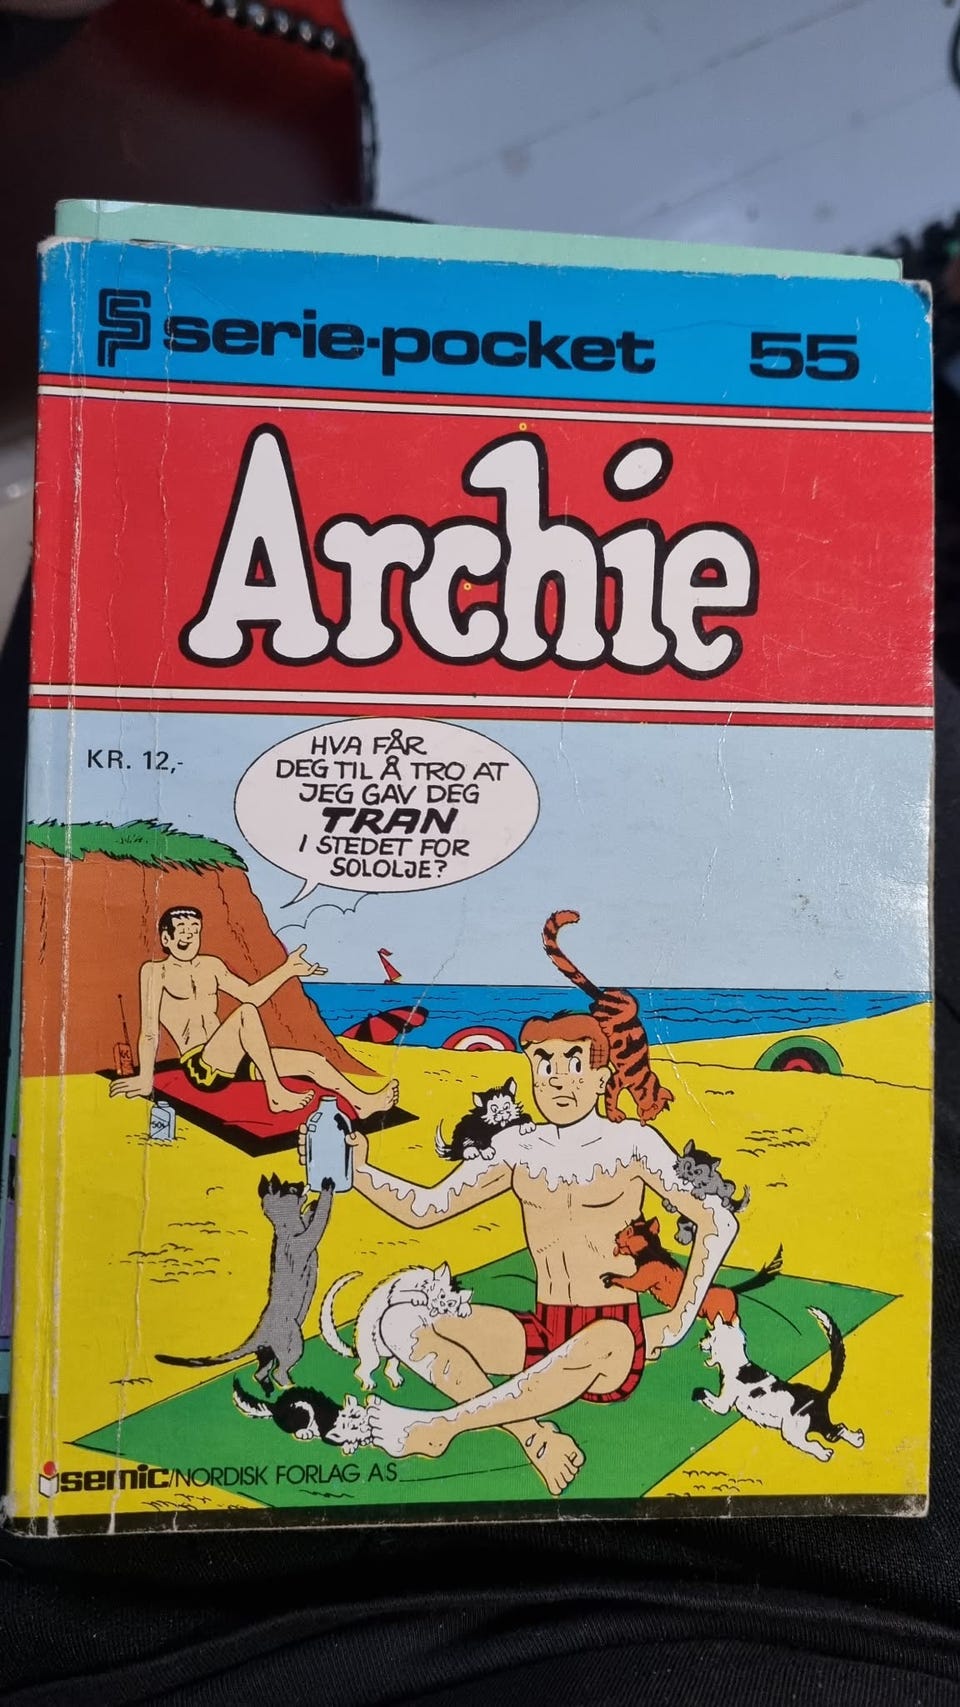 serie-pocket 55
Archie
KR. 12,-
HVA FÅR
DEG TIL Å TRO AT
JEG GAV DEG
TRAN
I STEDET FOR
SOLOLJE?
semic/NORDISK FORLAG A.S.